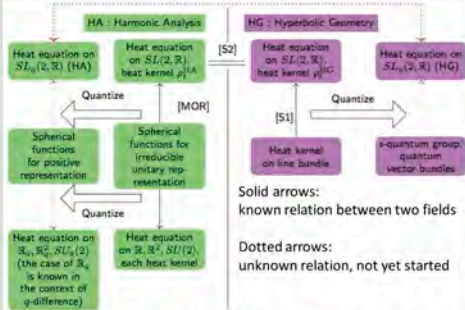 HA : Harmonic Analysis
HG : Hyperbolic Geometry
[S2]
Heat equation on
SL_q(2, ℝ) (HA)
Heat equation
on SL(2, ℝ),
heat kernel ρ_t^HA
Heat equation
on SL(2, ℝ),
heat kernel ρ_t^HG
Heat equation on
SL_q(2, ℝ) (HG)
Quantize
[MOR]
Quantize
[S1]
Spherical
functions
for positive
representation
Spherical
functions for
irreducible
unitary rep-
resentation
Heat kernel
on line bundle
quantum group,
quantum
vector bundles
Quantize
Solid arrows:
known relation between two fields
Heat equation on
ℝ_q, ℝ_q^2, SU_q(2)
(the case of ℝ_q
is known in
the context of
q-difference)
Heat equation
on ℝ, ℝ^2, SU(2),
each heat kernel
Dotted arrows:
unknown relation, not yet started